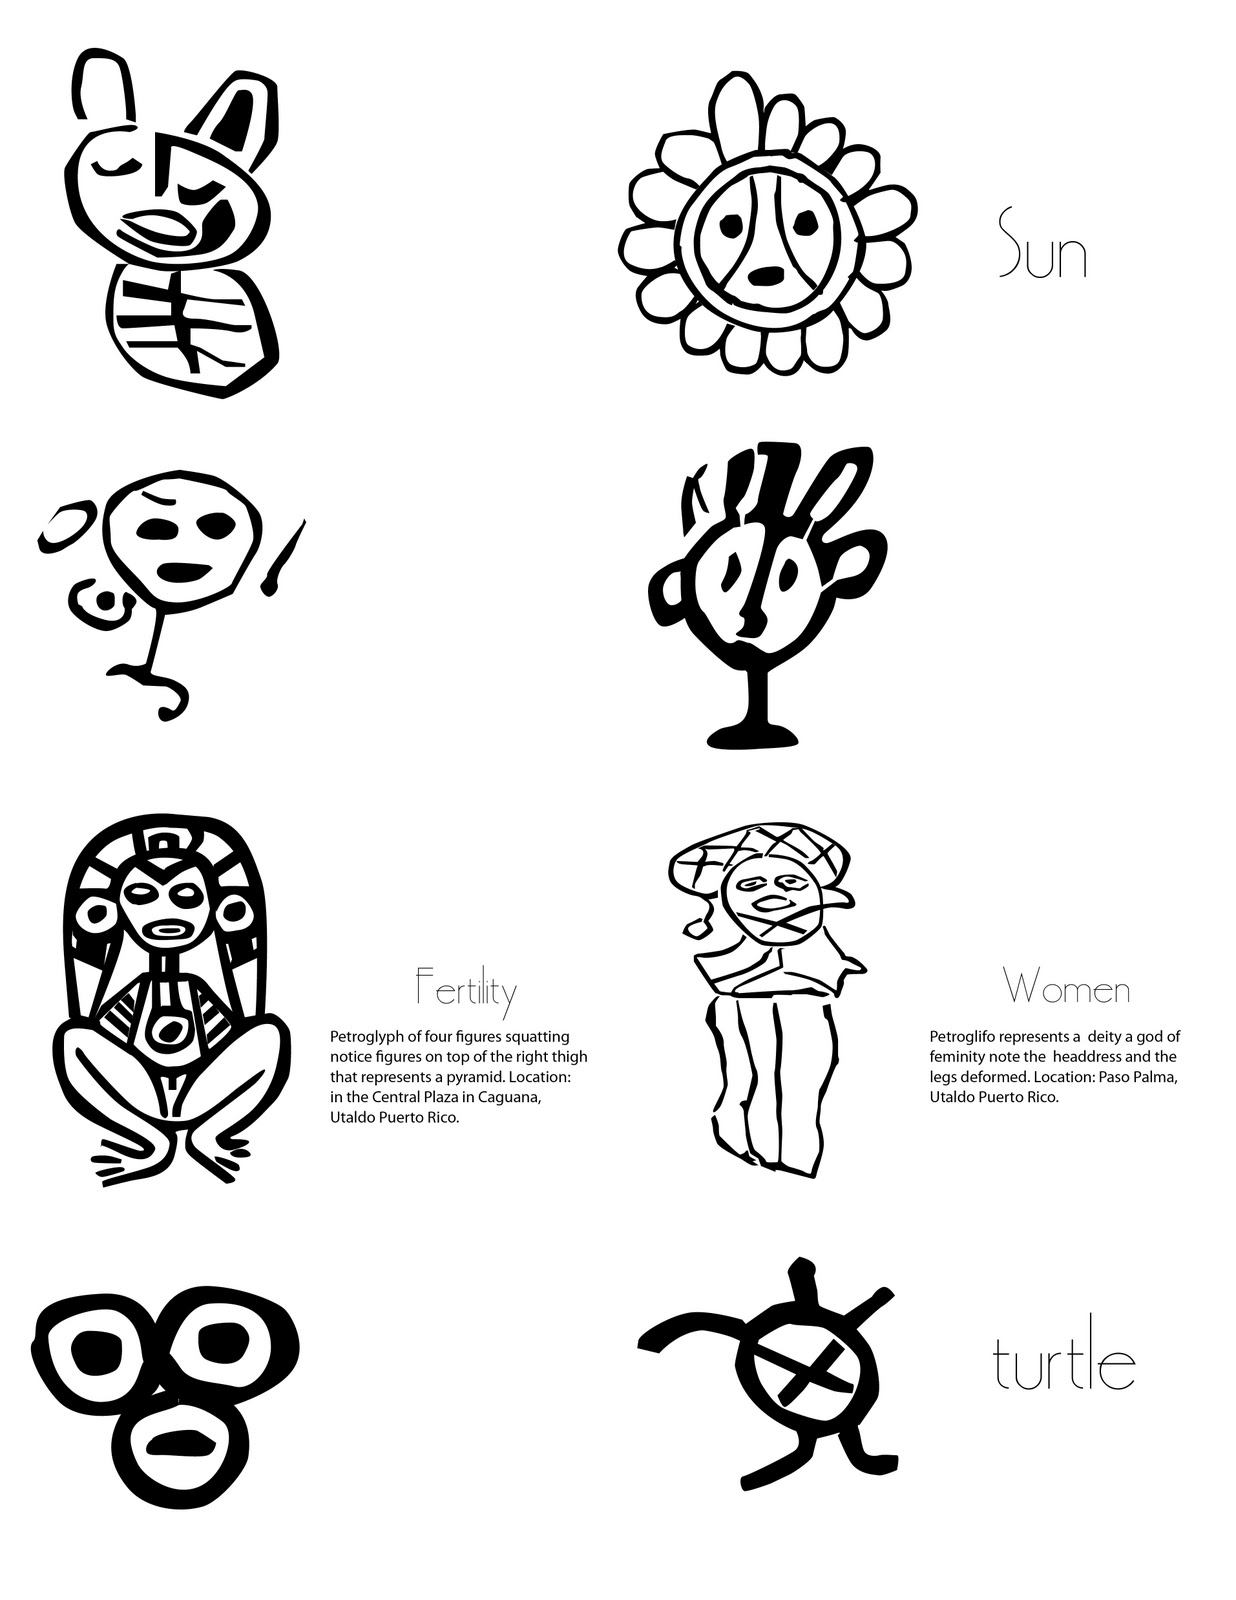 Sun
Fertility
Petroglyph of four figures squatting
notice figures on top of the right thigh
that represents a pyramid. Location:
in the Central Plaza in Caguana,
Utaldo Puerto Rico.
Women
Petroglifo represents a  deity a god of
feminity note the  headdress and the
legs deformed. Location: Paso Palma,
Utaldo Puerto Rico.
turtle